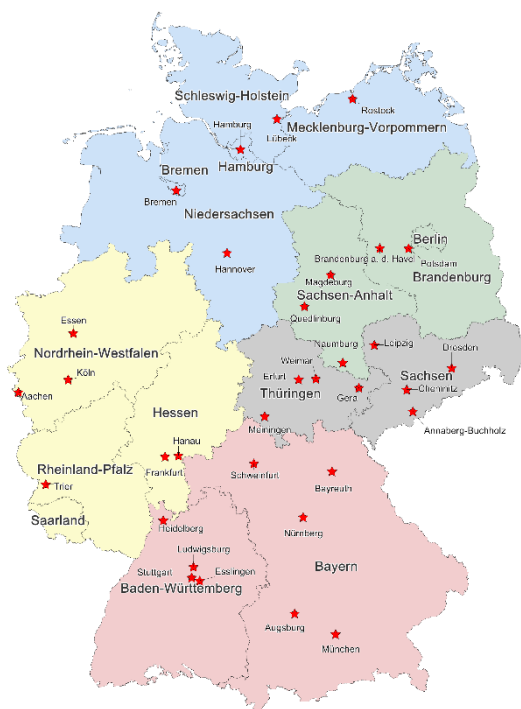 Schleswig-Holstein
Rostock
Hamburg
Mecklenburg-Vorpommern
Lübeck
Hamburg
Bremen
Bremen
Niedersachsen
Berlin
Brandenburg a. d. Havel
Potsdam
Hannover
Magdeburg
Brandenburg
Sachsen-Anhalt
Quedlinburg
Essen
Naumburg
Leipzig
Dresden
Nordrhein-Westfalen
Weimar
Köln
Erfurt
Sachsen
Aachen
Thüringen
Gera
Chemnitz
Hessen
Meiningen
Annaberg-Buchholz
Hanau
Rheinland-Pfalz
Frankfurt
Schweinfurt
Bayreuth
Trier
Saarland
Heidelberg
Nürnberg
Ludwigsburg
Stuttgart
Esslingen
Bayern
Baden-Württemberg
Augsburg
München